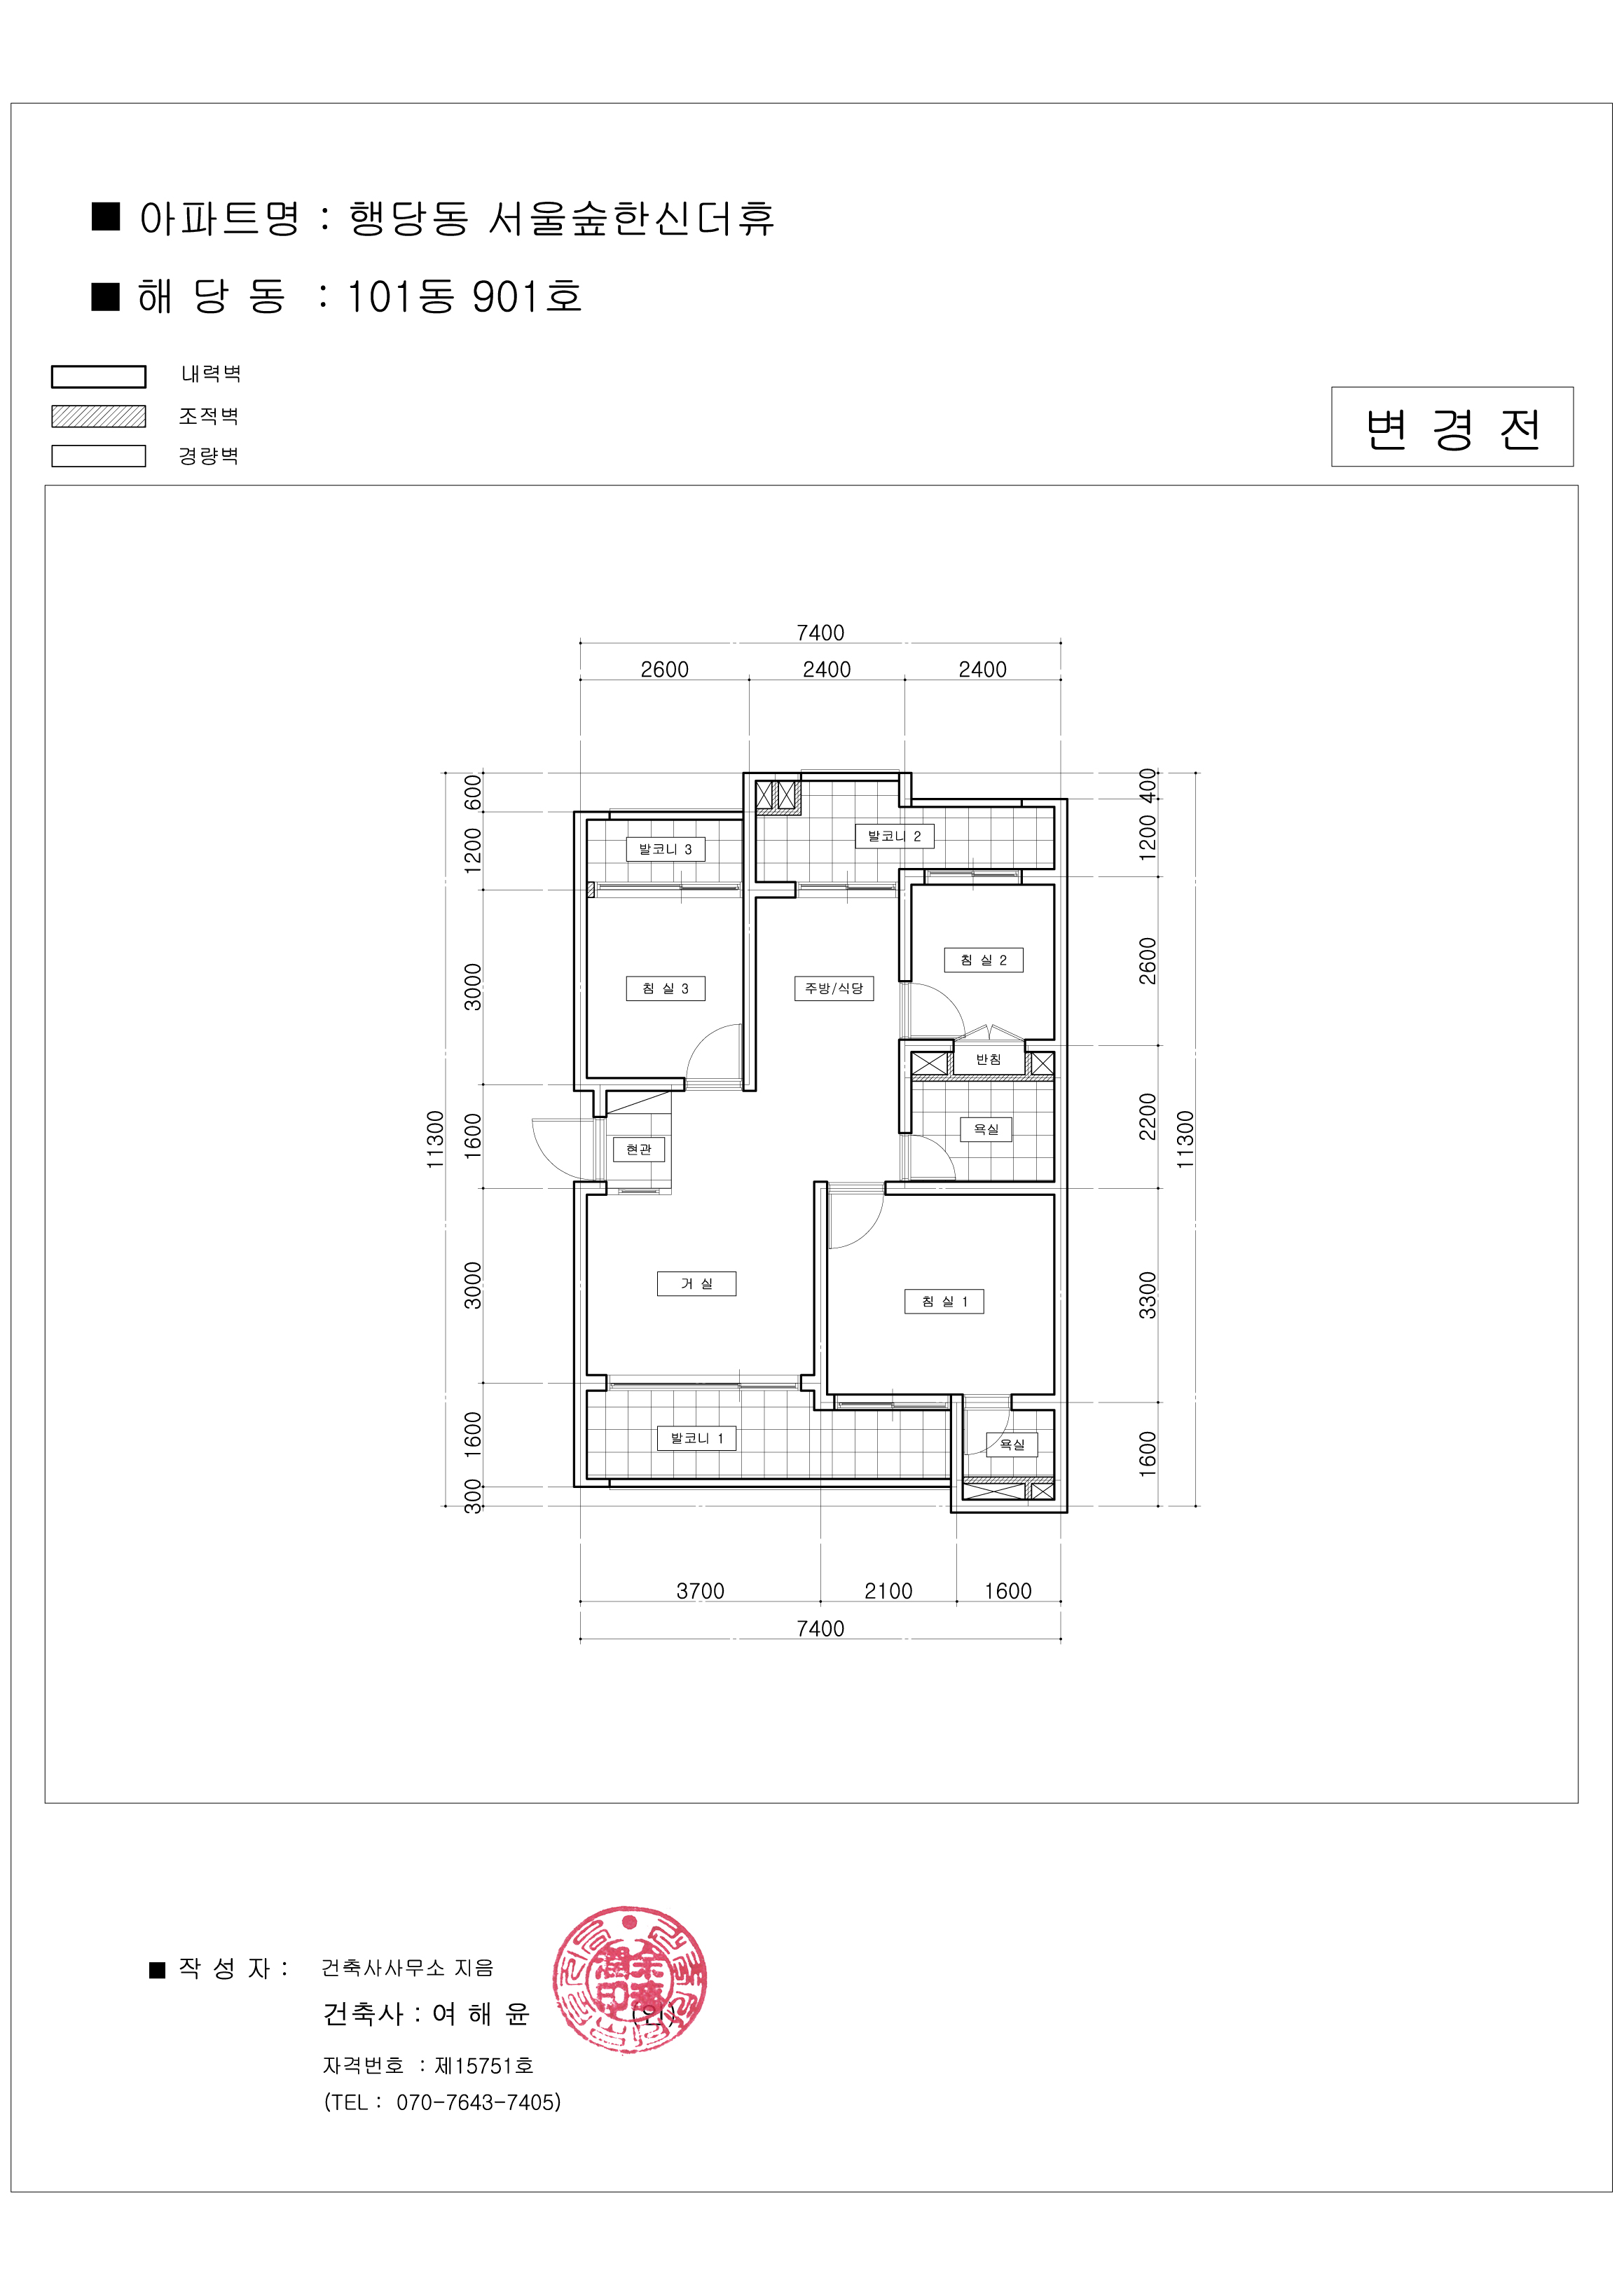 ■ 아파트명 : 행당동 서울숲한신더휴
■ 해 당 동 : 101동 901호
내력벽
조적벽
경량벽
변 경 전
7400
2600 2400 2400
600
1200
3000
1600
3000
1600
300
11300
400
1200
2600
2200
3300
1600
11300
발코니 3
발코니 2
침 실 3
주방/식당
침 실 2
반침
욕실
현관
거 실
침 실 1
발코니 1
욕실
3700 2100 1600
7400
■ 작 성 자 : 건축사사무소 지음
건축사 : 여 해 윤 (인)
자격번호 : 제15751호
(TEL : 070-7643-7405)